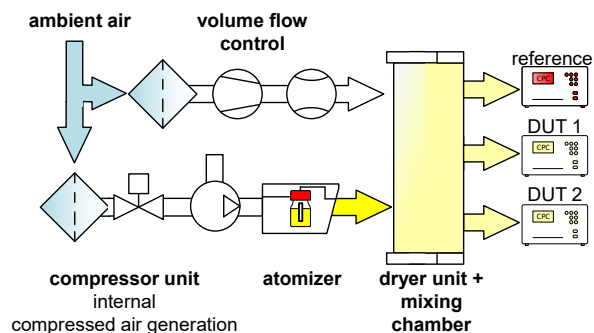 ambient air
volume flow
control
reference
CPC
DUT 1
CPC
DUT 2
CPC
compressor unit
internal
compressed air generation
atomizer
dryer unit +
mixing
chamber